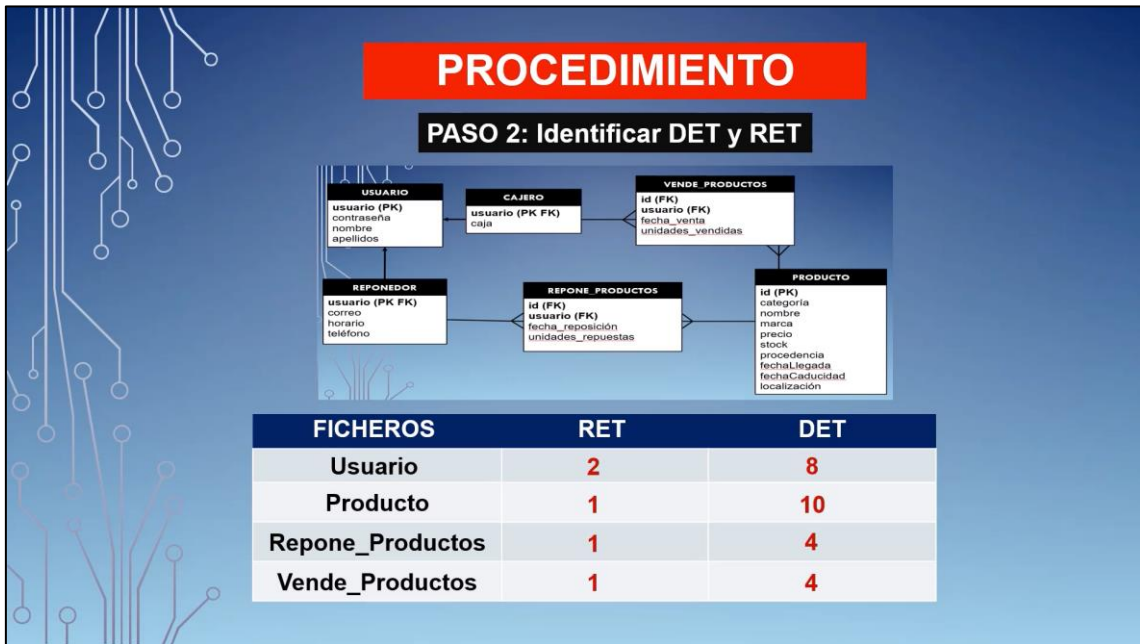 PROCEDIMIENTO
PASO 2: Identificar DET y RET
USUARIO
usuario (PK)
contraseña
nombre
apellidos
CAJERO
usuario (PK FK)
caja
VENDE_PRODUCTOS
id (FK)
usuario (FK)
fecha_venta
unidades_vendidas
REPONEDOR
usuario (PK FK)
correo
horario
teléfono
REPONE_PRODUCTOS
id (FK)
usuario (FK)
fecha_reposición
unidades_repuestas
PRODUCTO
id (PK)
categoría
nombre
marca
precio
stock
procedencia
fechaLlegada
fechaCaducidad
localización
FICHEROS RET DET
Usuario 2 8
Producto 1 10
Repone_Productos 1 4
Vende_Productos 1 4